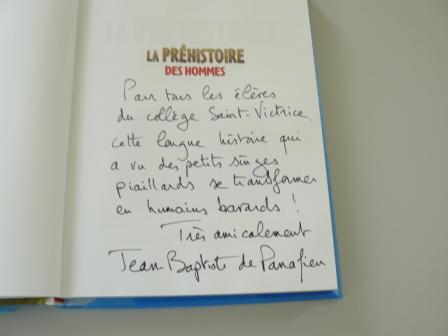 LA PRÉHISTOIRE
DES HOMMES
Pour tous les élèves
du collège Saint-Victrice,
cette longue histoire qui
a vu des petits singes
piaillards se transformer
en humains bavards !
Très amicalement
Jean-Baptiste de Panafieu